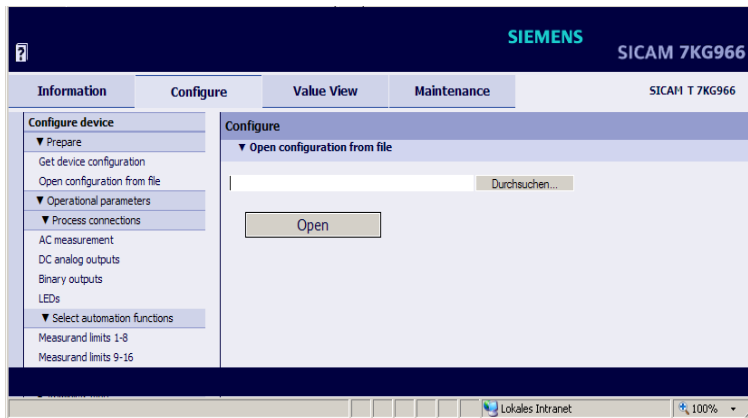 SIEMENS
SICAM 7KG966
?
Information Configure Value View Maintenance SICAM T 7KG966
Configure device
▼ Prepare
Get device configuration
Open configuration from file
▼ Operational parameters
▼ Process connections
AC measurement
DC analog outputs
Binary outputs
LEDs
▼ Select automation functions
Measurand limits 1-8
Measurand limits 9-16
Configure
▼ Open configuration from file
Durchsuchen...
Open
Lokales Intranet 100%